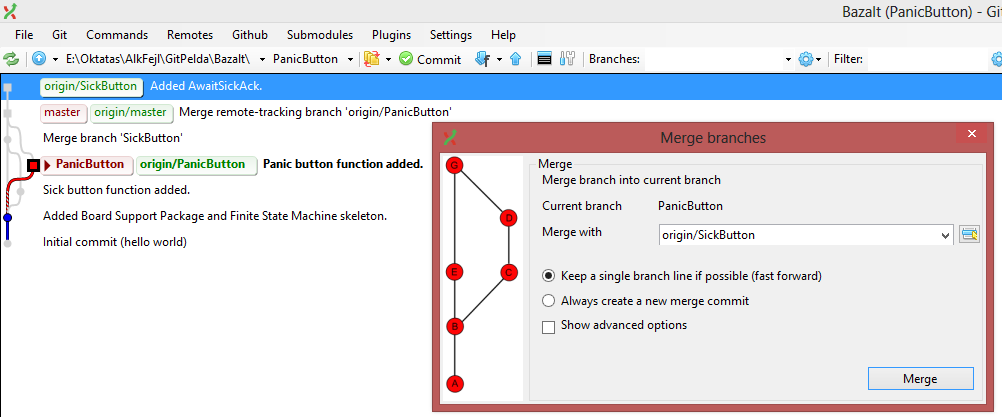 Bazalt (PanicButton) - Git
File Git Commands Remotes Github Submodules Plugins Settings Help
E:\Oktatas\AlkFejl\GitPelda\Bazalt\ PanicButton Commit Branches: Filter:
origin/SickButton Added AwaitSickAck.
master origin/master Merge remote-tracking branch 'origin/PanicButton'
Merge branch 'SickButton'
PanicButton origin/PanicButton Panic button function added.
Sick button function added.
Added Board Support Package and Finite State Machine skeleton.
Initial commit (hello world)
Merge branches
G
D
E
C
B
A
Merge
Merge branch into current branch
Current branch PanicButton
Merge with origin/SickButton
Keep a single branch line if possible (fast forward)
Always create a new merge commit
Show advanced options
Merge